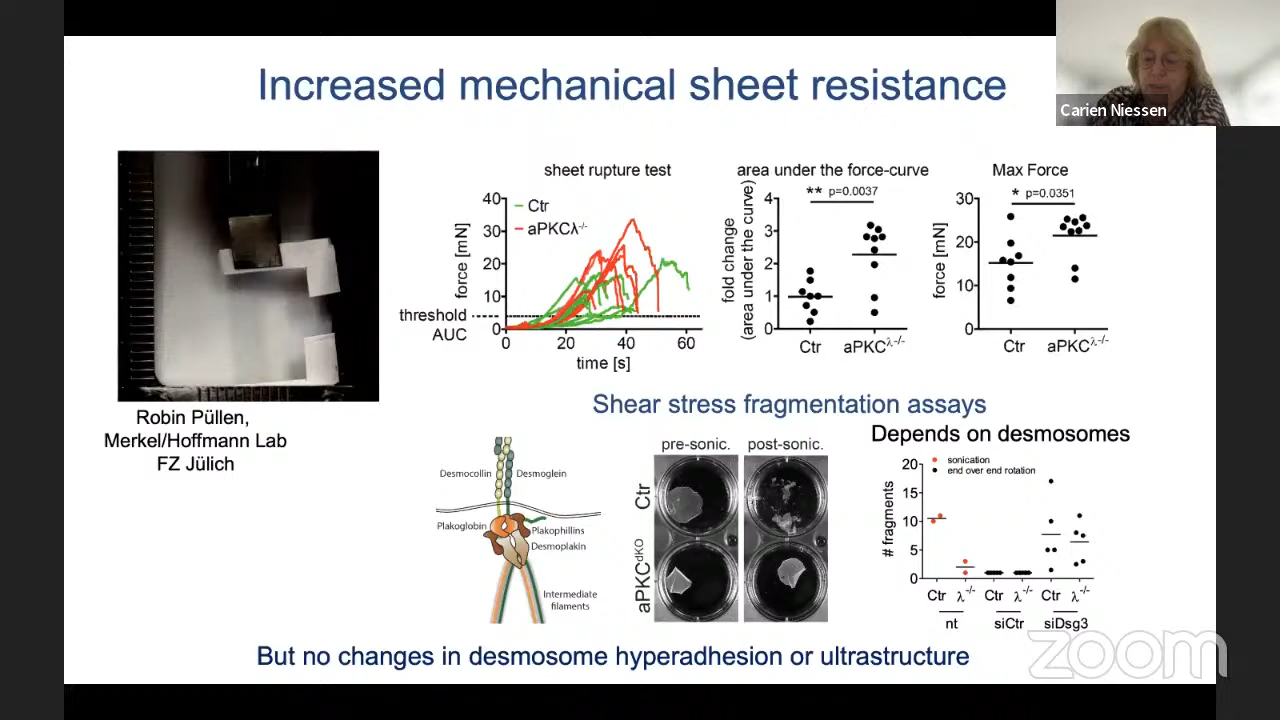 Increased mechanical sheet resistance
Carien Niessen
sheet rupture test
40
30
20
10
0
force [mN]
Ctr
aPKCλ-/-
threshold
AUC
0 20 40 60
time [s]
area under the force-curve
** p=0.0037
fold change
(area under the curve)
4
3
2
1
0
Ctr aPKCλ-/-
Max Force
* p=0.0351
force [mN]
30
20
10
0
Ctr aPKCλ-/-
Robin Püllen,
Merkel/Hoffmann Lab
FZ Jülich
Shear stress fragmentation assays
Desmocollin
Desmoglein
Plakoglobin
Plakophillins
Desmoplakin
Intermediate
filaments
pre-sonic. post-sonic.
Ctr
aPKCdKO
Depends on desmosomes
sonication
end over end rotation
# fragments
20
15
10
5
0
Ctr λ-/- Ctr λ-/- Ctr λ-/-
nt siCtr siDsg3
But no changes in desmosome hyperadhesion or ultrastructure
zoom